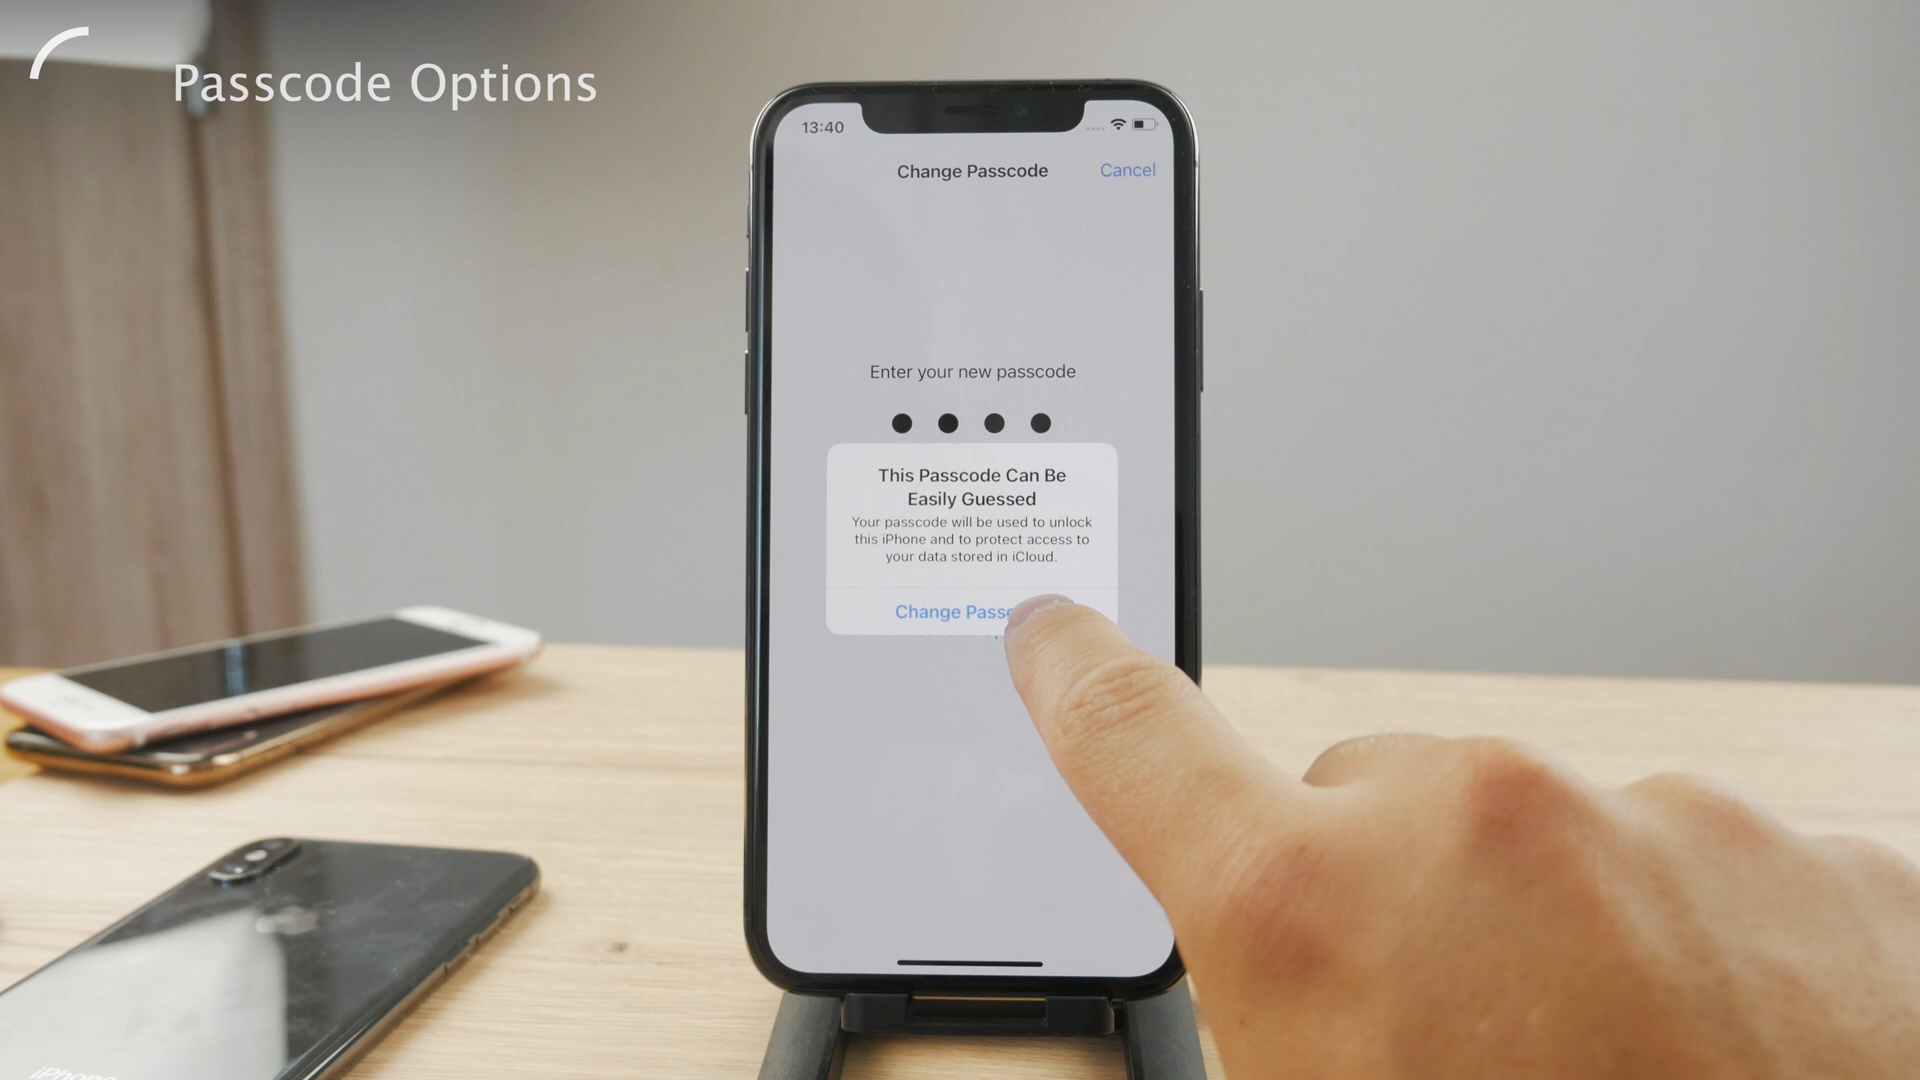 Passcode Options
13:40
Change Passcode
Cancel
Enter your new passcode
This Passcode Can Be
Easily Guessed
Your passcode will be used to unlock
this iPhone and to protect access to
your data stored in iCloud.
Change
iPhone